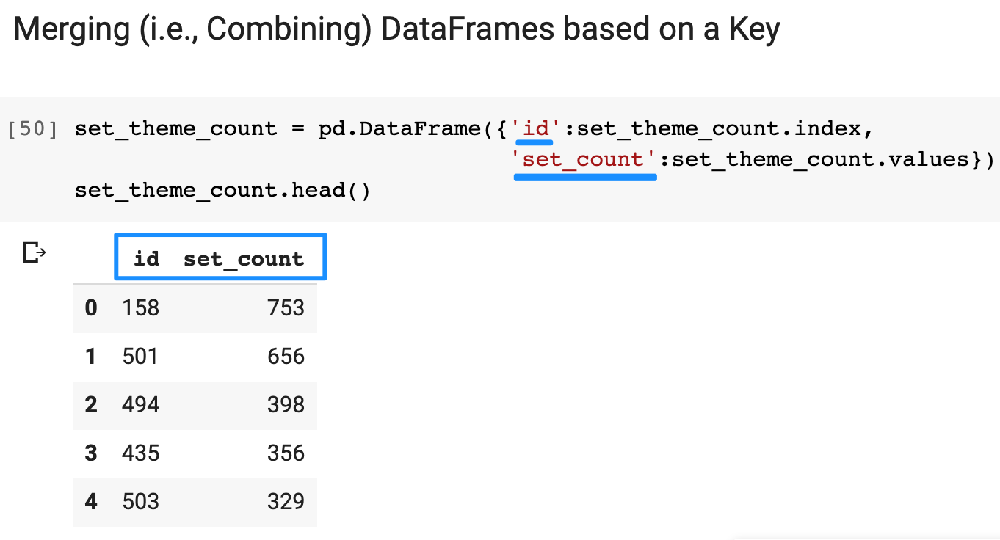 Merging (i.e., Combining) DataFrames based on a Key
[50] set_theme_count = pd.DataFrame({'id':set_theme_count.index,
'set_count':set_theme_count.values})
set_theme_count.head()
id set_count
0 158 753
1 501 656
2 494 398
3 435 356
4 503 329